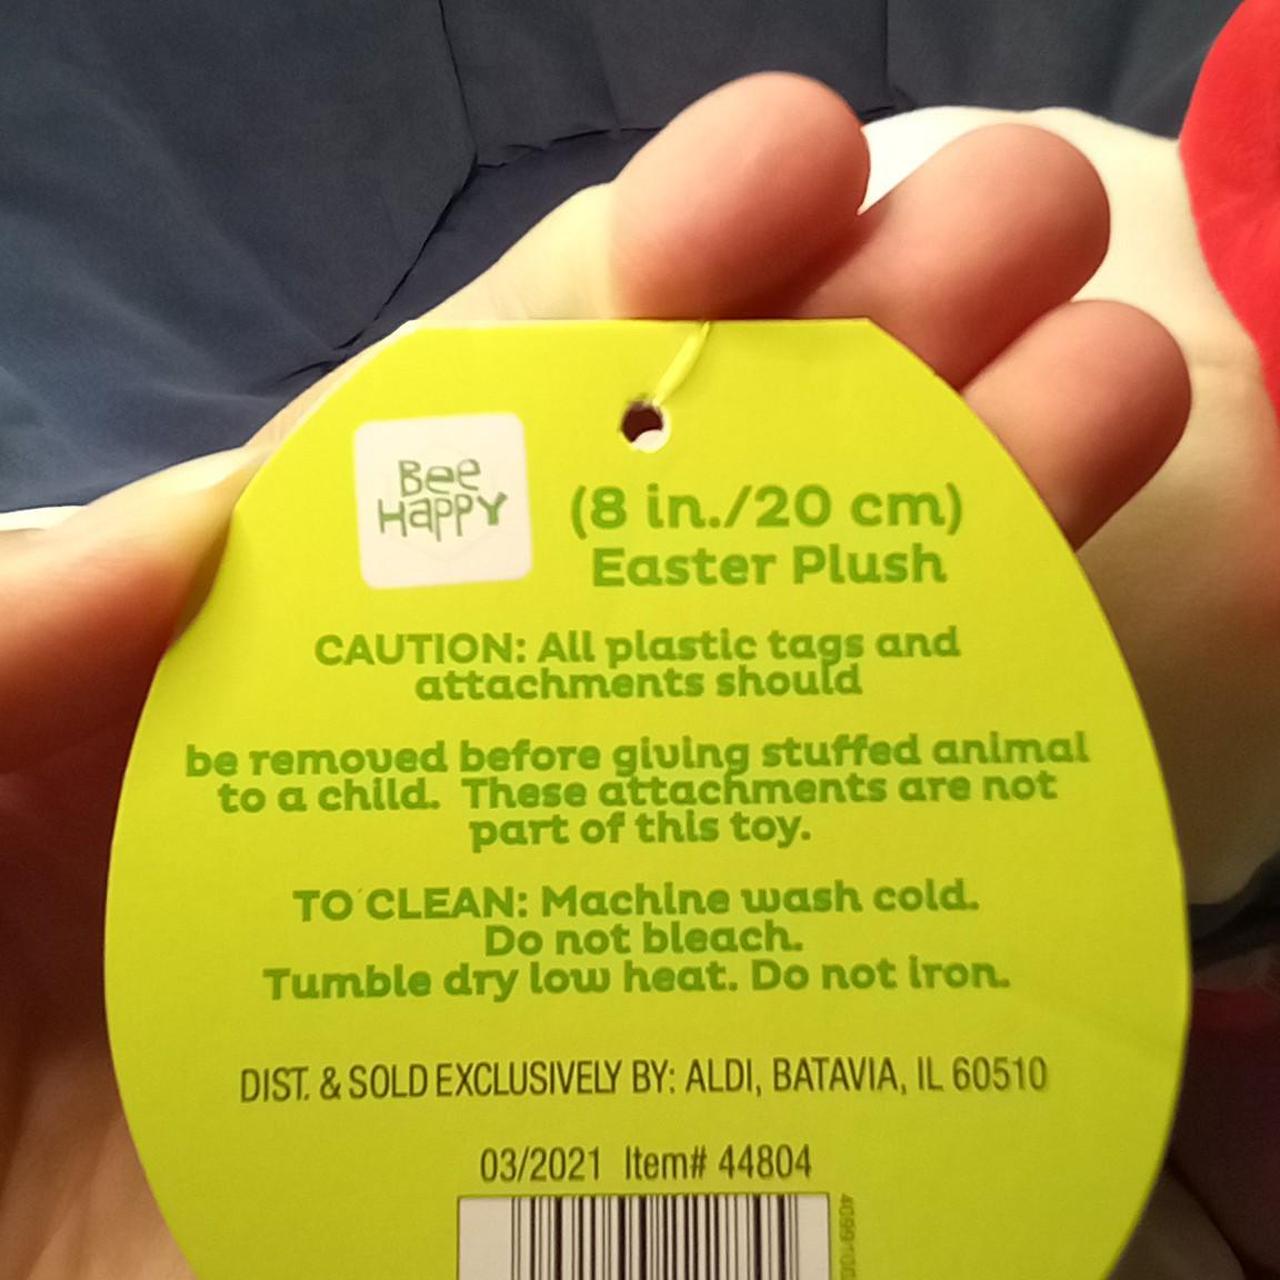 Bee
Happy
(8 in./20 cm)
Easter Plush
CAUTION: All plastic tags and
attachments should
be removed before giving stuffed animal
to a child. These attachments are not
part of this toy.
TO CLEAN: Machine wash cold.
Do not bleach.
Tumble dry low heat. Do not iron.
DIST. & SOLD EXCLUSIVELY BY: ALDI, BATAVIA, IL 60510
03/2021 Item# 44804